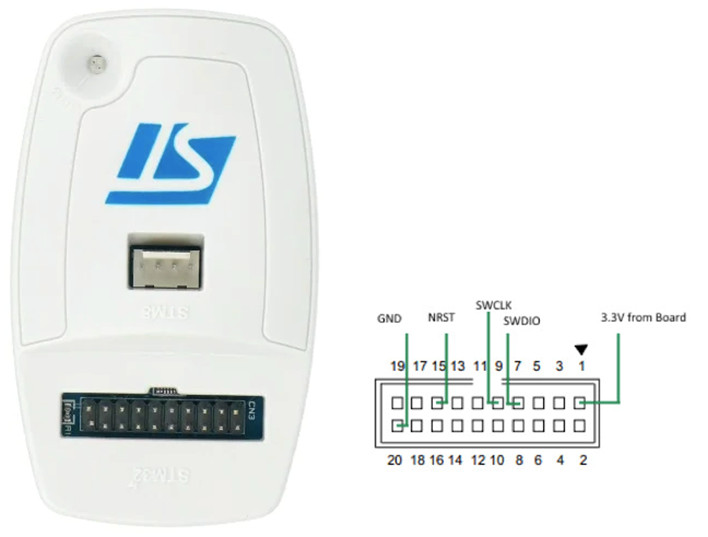 STM8
CN3
STM32
GND
NRST
SWCLK
SWDIO
3.3V from Board
19 17 15 13 11 9 7 5 3 1
20 18 16 14 12 10 8 6 4 2